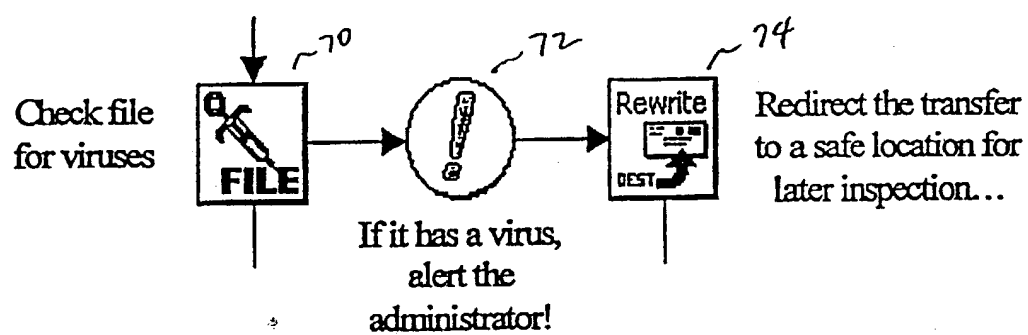 70
72
74
Check file
for viruses
Q
FILE
Rewrite
DEST
Redirect the transfer
to a safe location for
later inspection...
If it has a virus,
alert the
administrator!